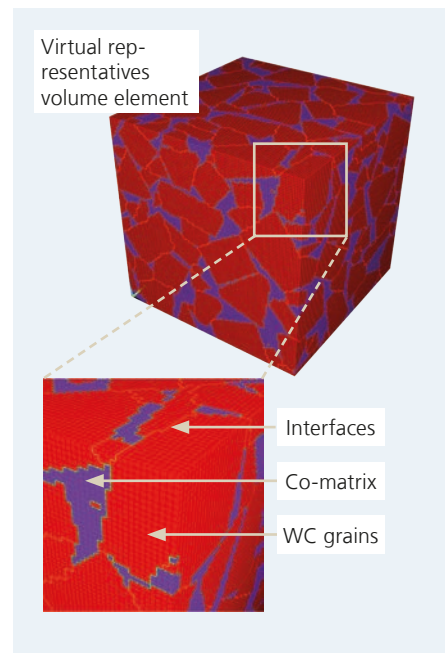 Virtual rep-
resentatives
volume element
Interfaces
Co-matrix
WC grains